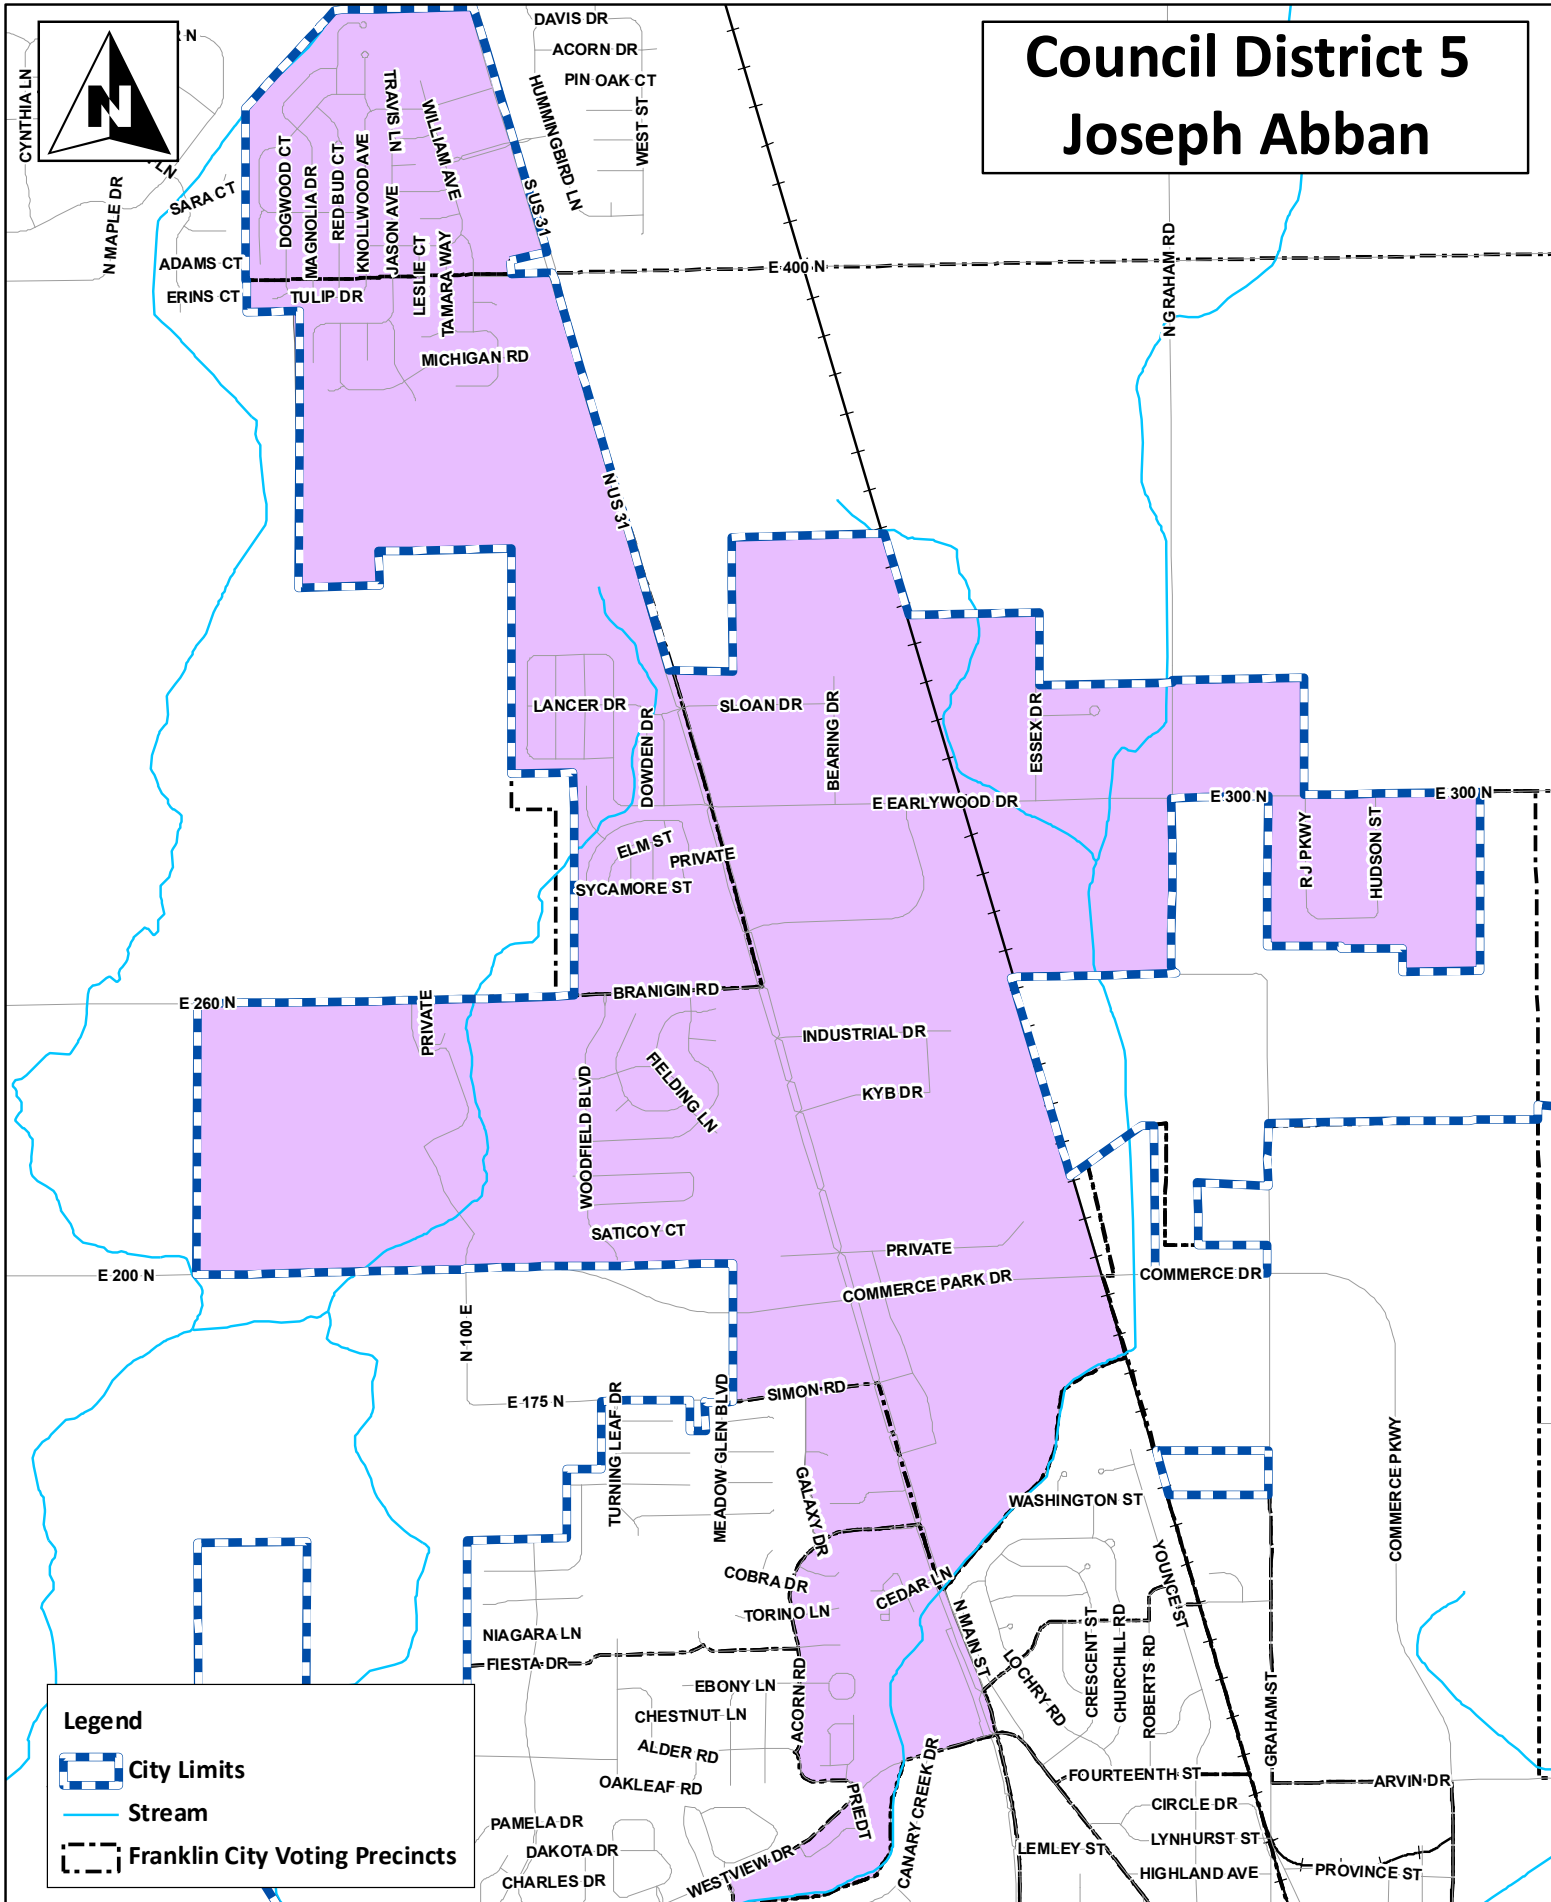 Council District 5
Joseph Abban
N
R N
CYNTHIA LN
LN
N MAPLE DR
SARA CT
ADAMS CT
ERINS CT
DOGWOOD CT
MAGNOLIA DR
RED BUD CT
KNOLLWOOD AVE
TRAVIS LN
JASON AVE
WILLIAM AVE
LESLIE CT
TAMARA WAY
TULIP DR
MICHIGAN RD
DAVIS DR
ACORN DR
PIN OAK CT
HUMMINGBIRD LN
WEST ST
S US 31
E 400 N
N GRAHAM RD
N US 31
LANCER DR
DOWDEN DR
SLOAN DR
BEARING DR
ESSEX DR
E EARLYWOOD DR
E 300 N
E 300 N
R J PKWY
HUDSON ST
ELM ST
PRIVATE
SYCAMORE ST
E 260 N
PRIVATE
BRANIGIN RD
INDUSTRIAL DR
KYB DR
FIELDING LN
WOODFIELD BLVD
SATICOY CT
PRIVATE
COMMERCE PARK DR
COMMERCE DR
E 200 N
N 100 E
E 175 N
SIMON RD
TURNING LEAF DR
MEADOW GLEN BLVD
GALAXY DR
WASHINGTON ST
COMMERCE PKWY
YOUNCE ST
COBRA DR
CEDAR LN
TORINO LN
N MAIN ST
NIAGARA LN
FIESTA DR
LOCHRY RD
CRESCENT ST
CHURCHILL RD
ROBERTS RD
GRAHAM ST
EBONY LN
CHESTNUT LN
ACORN RD
ALDER RD
OAKLEAF RD
FOURTEENTH ST
ARVIN DR
CIRCLE DR
PRIEDT
CANARY CREEK DR
PAMELA DR
DAKOTA DR
CHARLES DR
WESTVIEW DR
LEMLEY ST
LYNHURST ST
HIGHLAND AVE
PROVINCE ST
Legend
City Limits
Stream
Franklin City Voting Precincts